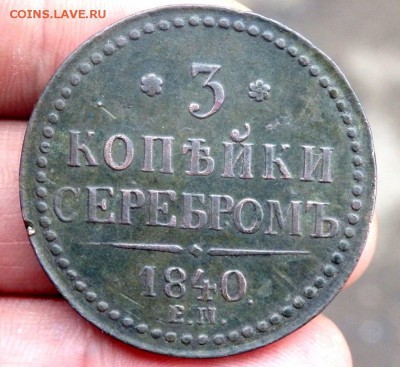 COINS.LAVE.RU
* 3 *
КОПѢЙКИ
СЕРЕБРОМЪ
1840
Е.М.